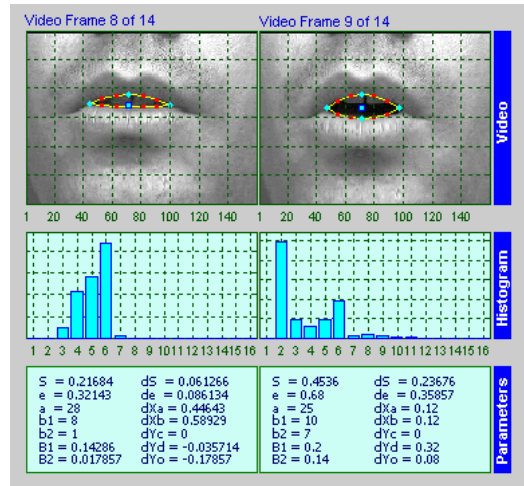 Video Frame 8 of 14 Video Frame 9 of 14
Video
1 20 40 60 80 100 120 140 1 20 40 60 80 100 120 140
Histogram
1 2 3 4 5 6 7 8 9 10 11 12 13 14 15 16 1 2 3 4 5 6 7 8 9 10 11 12 13 14 15 16
Parameters
S = 0.21684 dS = 0.061266 S = 0.4536 dS = 0.23676
e = 0.32143 de = 0.086134 e = 0.68 de = 0.35857
a = 28 dXa = 0.44643 a = 25 dXa = 0.12
b1 = 8 dXb = 0.58929 b1 = 10 dXb = 0.12
b2 = 1 dYc = 0 b2 = 7 dYc = 0
B1 = 0.14286 dYd = -0.035714 B1 = 0.2 dYd = 0.32
B2 = 0.017857 dYo = -0.17857 B2 = 0.14 dYo = 0.08